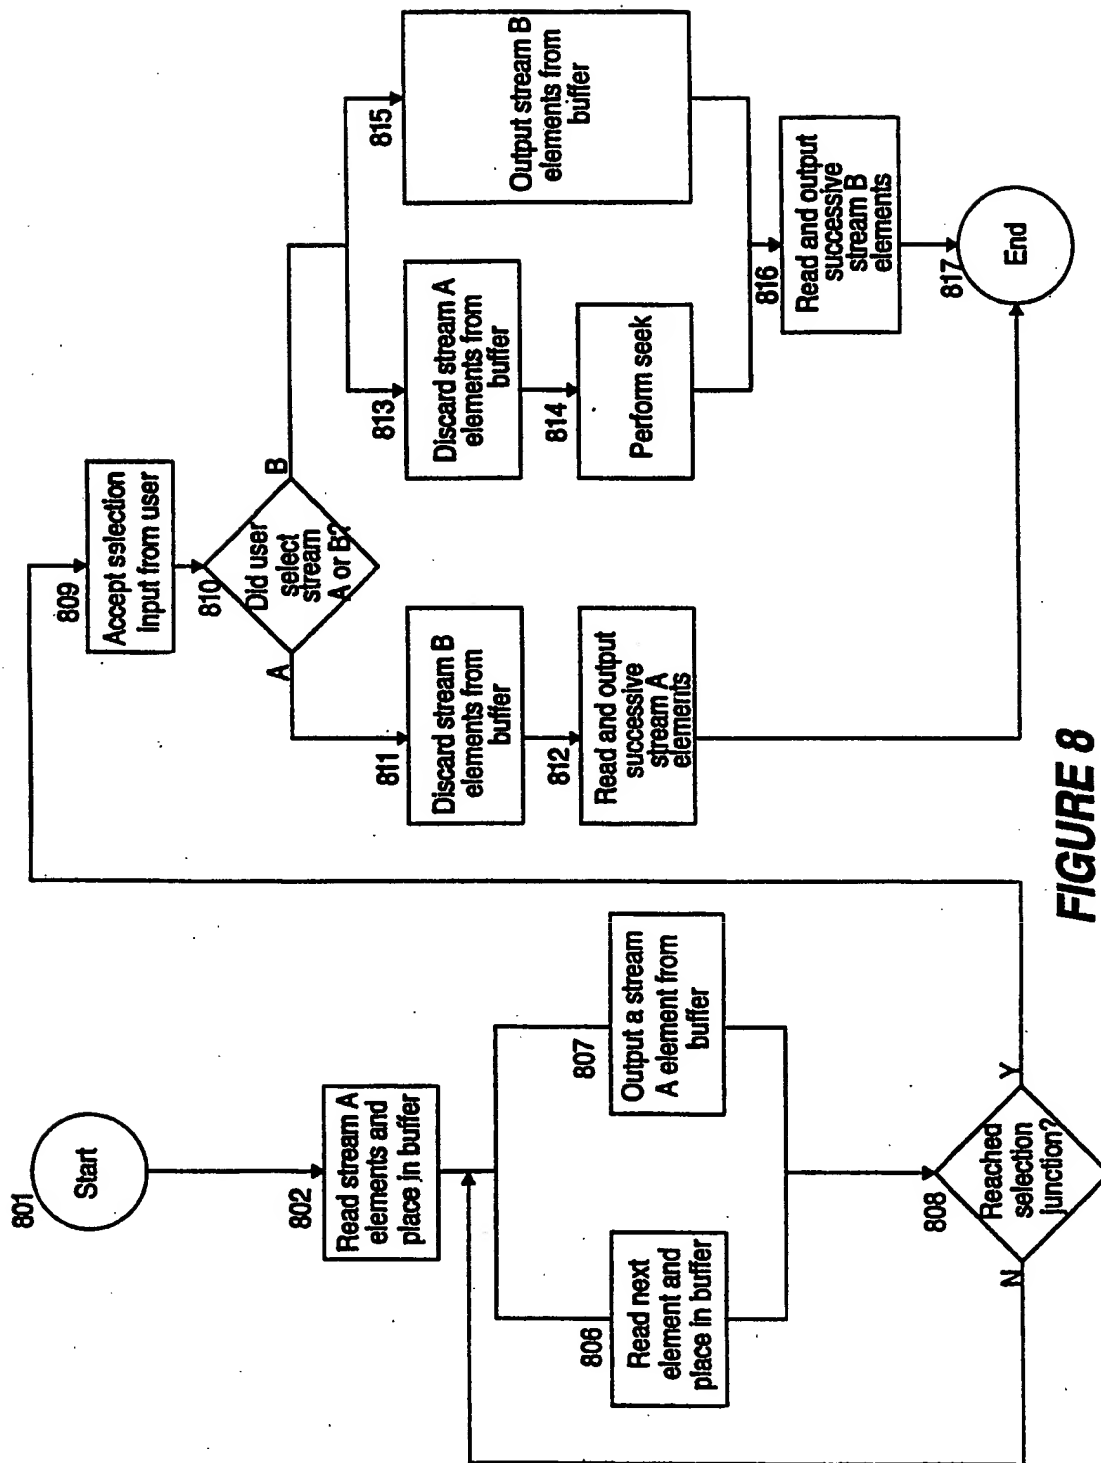 801
Start
802
Read stream A
elements and
place in buffer
806
Read next
element and
place in buffer
807
Output a stream
A element from
buffer
808
Reached
selection
junction?
N
Y
809
Accept selection
input from user
810
Did user
select
stream
A or B?
A
B
811
Discard stream B
elements from
buffer
812
Read and output
successive
stream A
elements
813
Discard stream A
elements from
buffer
814
Perform seek
815
Output stream B
elements from
buffer
816
Read and output
successive
stream B
elements
817
End
FIGURE 8